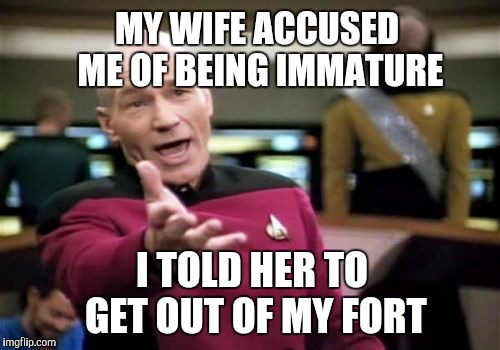 MY WIFE ACCUSED
ME OF BEING IMMATURE
I TOLD HER TO
GET OUT OF MY FORT
imgflip.com